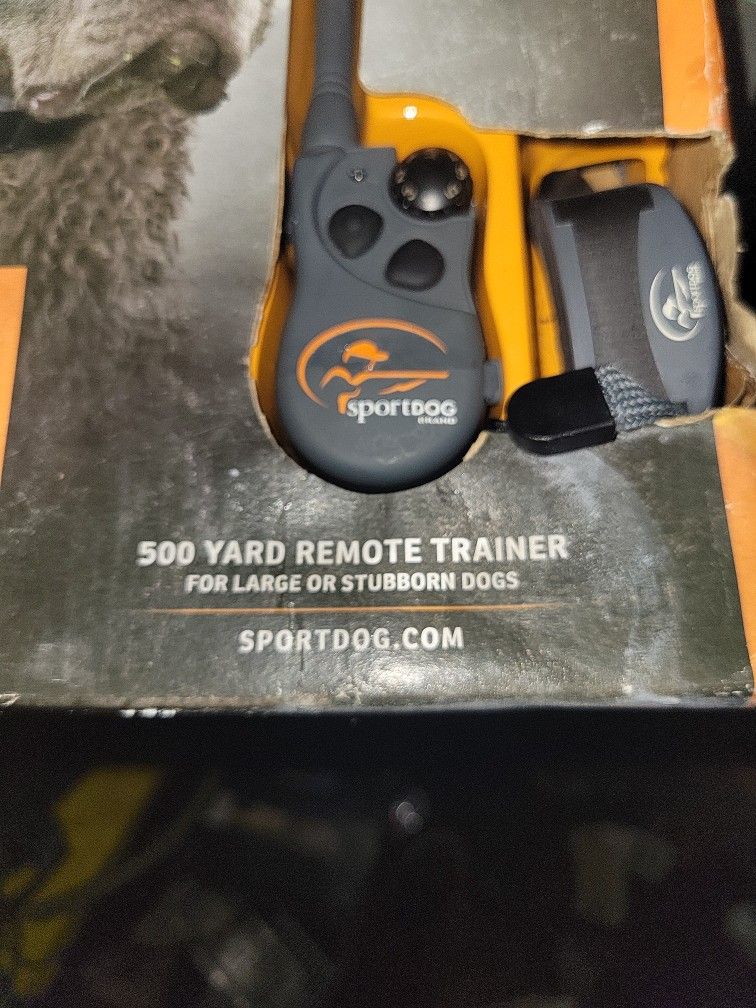 sportDOG
BRAND
SportDOG
500 YARD REMOTE TRAINER
FOR LARGE OR STUBBORN DOGS
SPORTDOG.COM